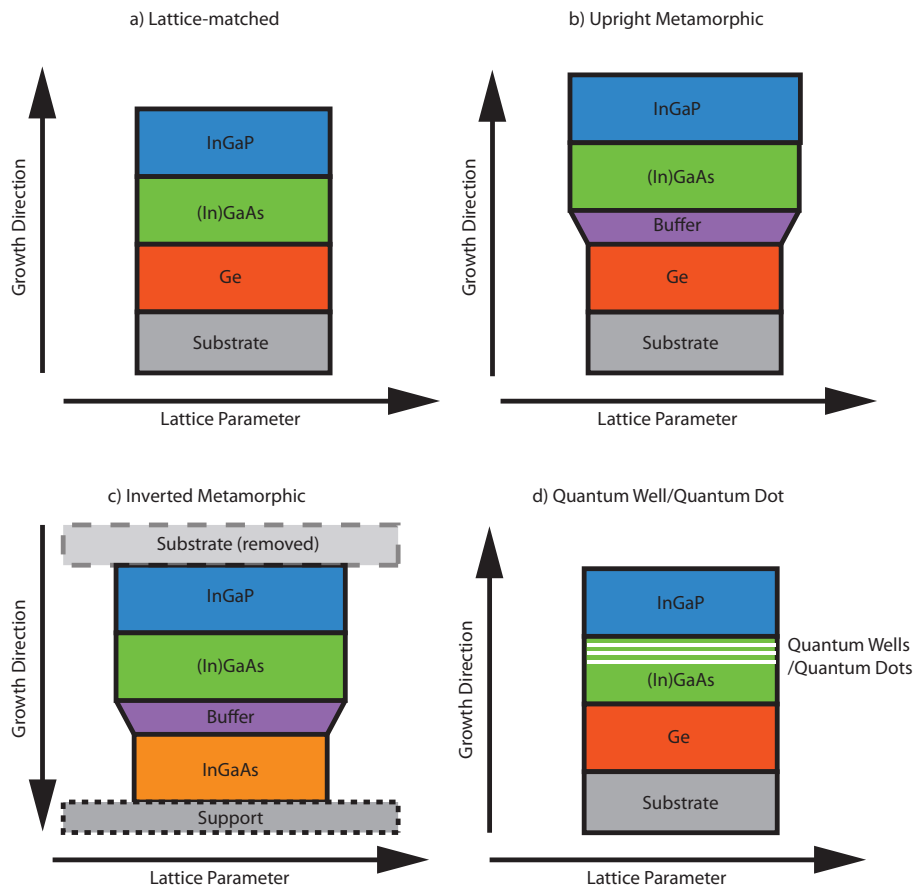 a) Lattice-matched
Growth Direction
InGaP
(In)GaAs
Ge
Substrate
Lattice Parameter
b) Upright Metamorphic
Growth Direction
InGaP
(In)GaAs
Buffer
Ge
Substrate
Lattice Parameter
c) Inverted Metamorphic
Growth Direction
Substrate (removed)
InGaP
(In)GaAs
Buffer
InGaAs
Support
Lattice Parameter
d) Quantum Well/Quantum Dot
Growth Direction
InGaP
Quantum Wells
/Quantum Dots
(In)GaAs
Ge
Substrate
Lattice Parameter